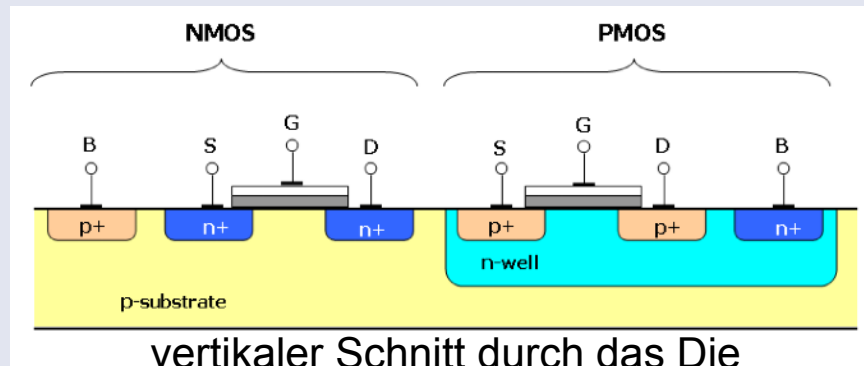 NMOS PMOS
B S G D S G D B
p+ n+ n+ p+ p+ n+
n-well
p-substrate
vertikaler Schnitt durch das Die